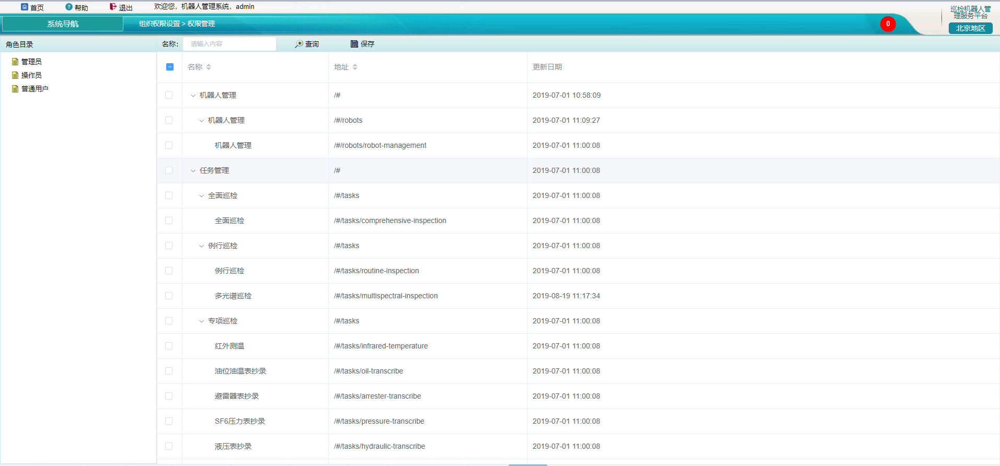 首页 帮助 退出 欢迎您，机器人管理系统，admin
巡检机器人管
理服务平台
系统导航 组织权限设置 > 权限管理 0 北京地区
角色目录 名称: 请输入内容 查询 保存
管理员
操作员
普通用户
名称 地址 更新日期
机器人管理 /# 2019-07-01 10:58:09
机器人管理 /#/robots 2019-07-01 11:09:27
机器人管理 /#/robots/robot-management 2019-07-01 11:00:08
任务管理 /# 2019-07-01 11:00:08
全面巡检 /#/tasks 2019-07-01 11:00:08
全面巡检 /#/tasks/comprehensive-inspection 2019-07-01 11:00:08
例行巡检 /#/tasks 2019-07-01 11:00:08
例行巡检 /#/tasks/routine-inspection 2019-07-01 11:00:08
多光谱巡检 /#/tasks/multispectral-inspection 2019-08-19 11:17:34
专项巡检 /#/tasks 2019-07-01 11:00:08
红外测温 /#/tasks/infrared-temperature 2019-07-01 11:00:08
油位油温表抄录 /#/tasks/oil-transcribe 2019-07-01 11:00:08
避雷器表抄录 /#/tasks/arrester-transcribe 2019-07-01 11:00:08
SF6压力表抄录 /#/tasks/pressure-transcribe 2019-07-01 11:00:08
液压表抄录 /#/tasks/hydraulic-transcribe 2019-07-01 11:00:08